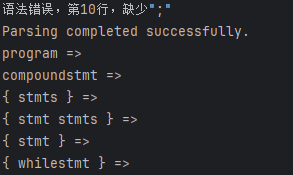 语法错误，第10行，缺少";"
Parsing completed successfully.
program =>
compoundstmt =>
{ stmts } =>
{ stmt stmts } =>
{ stmt } =>
{ whilestmt } =>